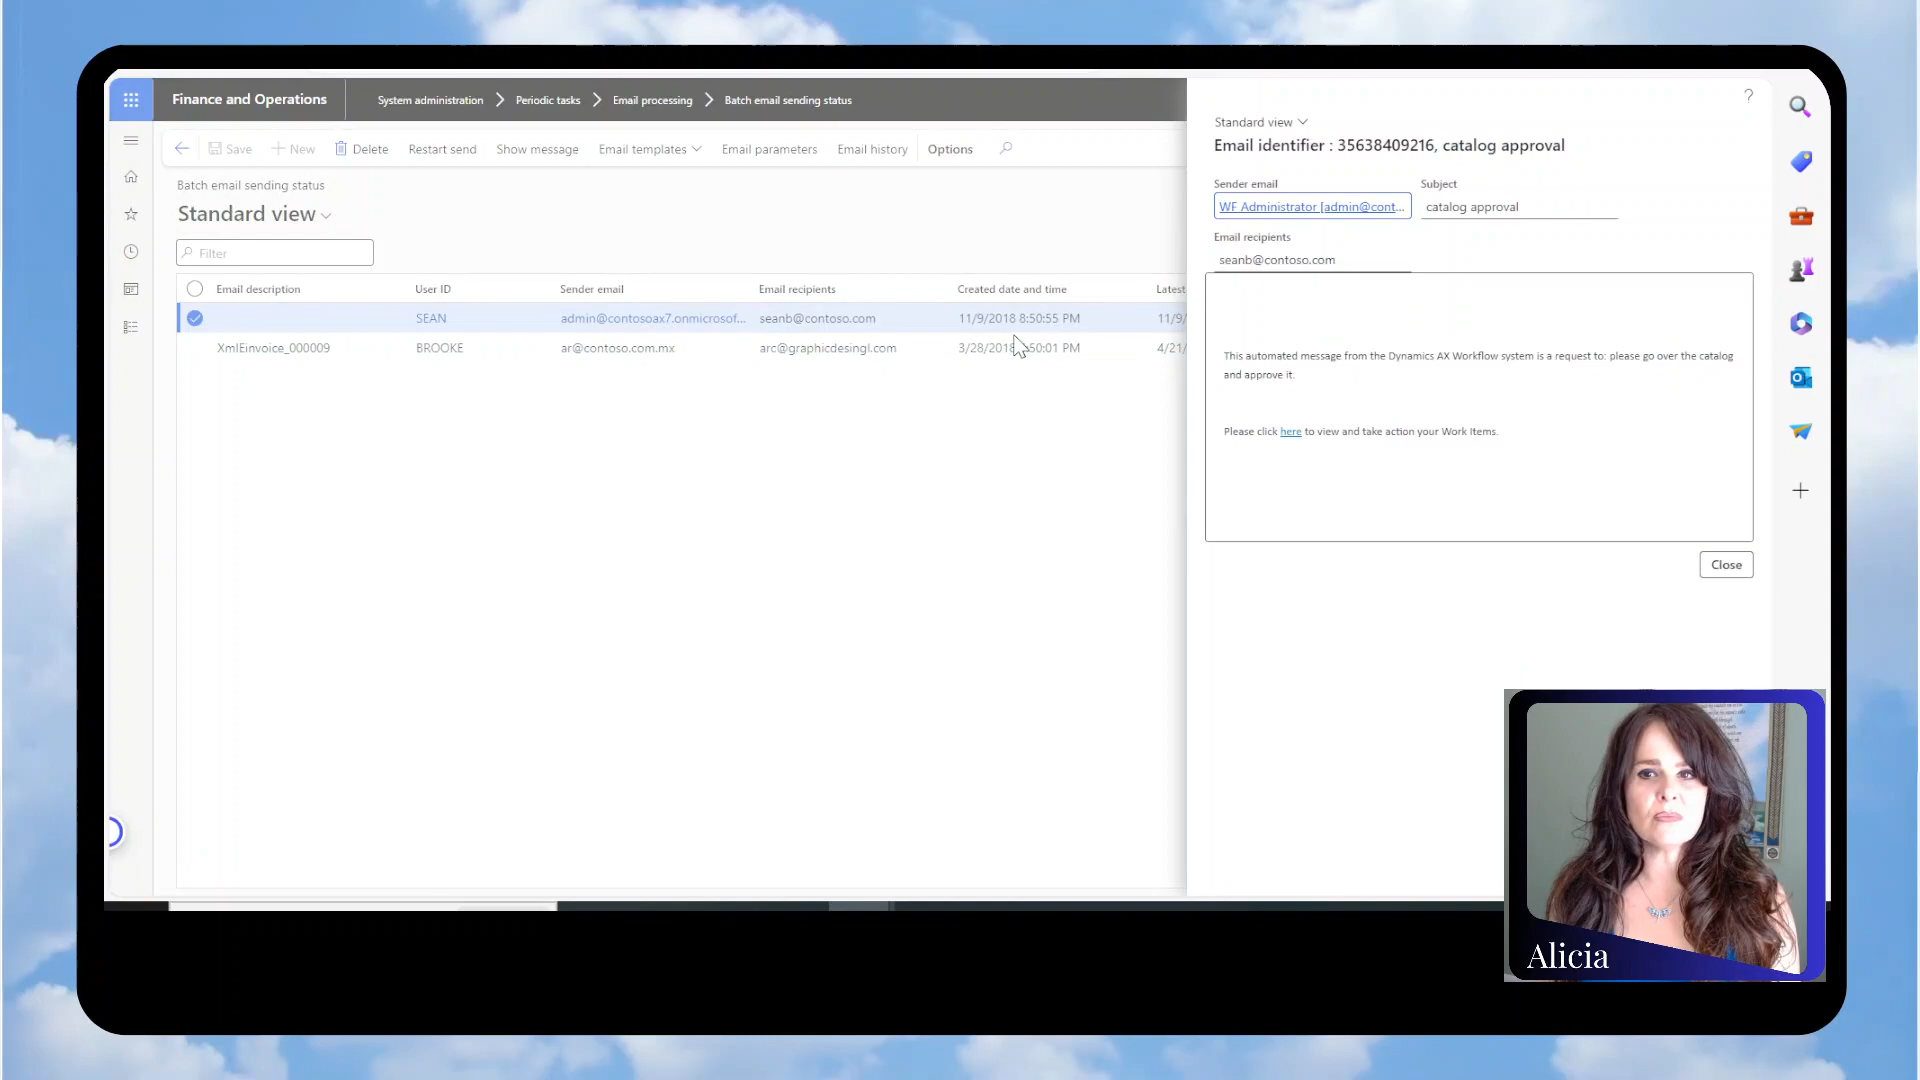 Finance and Operations
System administration
Periodic tasks
Email processing
Batch email sending status
Save
New
Delete
Restart send
Show message
Email templates
Email parameters
Email history
Options
Batch email sending status
Standard view
Filter
Email description User ID Sender email Email recipients Created date and time Latest
SEAN admin@contosoax7.onmicrosof... seanb@contoso.com 11/9/2018 8:50:55 PM 11/9/
XmlEinvoice_000009 BROOKE ar@contoso.com.mx arc@graphicdesingl.com 3/28/2018 :50:01 PM 4/21/
?
Standard view
Email identifier : 35638409216, catalog approval
Sender email Subject
WF Administrator [admin@cont... catalog approval
Email recipients
seanb@contoso.com
This automated message from the Dynamics AX Workflow system is a request to: please go over the catalog
and approve it.
Please click here to view and take action your Work Items.
Close
Alicia